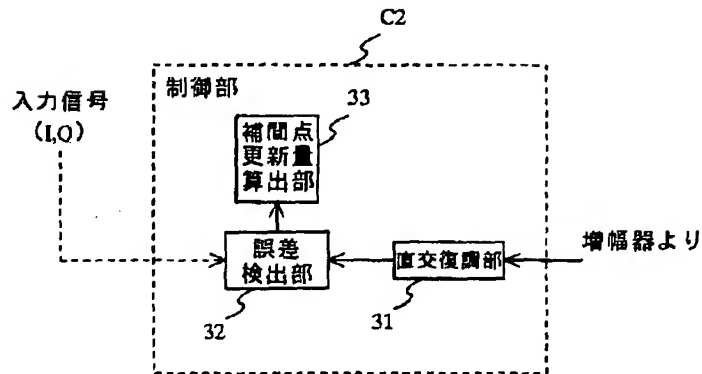 C2
制御部
入力信号
(I,Q)
33
補間点
更新量
算出部
誤差
検出部
直交復調部
増幅器より
32
31